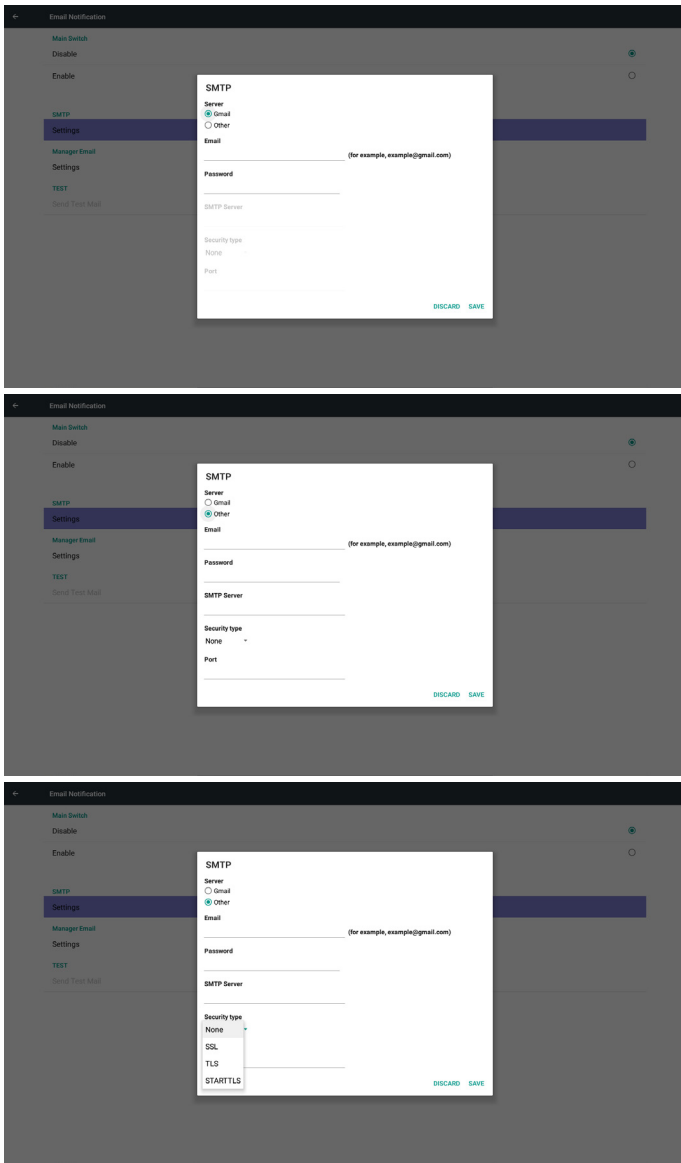 Email Notification
Main Switch
Disable
Enable
SMTP
Settings
Manager Email
Settings
TEST
Send Test Mail
SMTP
Server
Gmail
Other
Email
(for example, example@gmail.com)
Password
SMTP Server
Security type
None
Port
DISCARD SAVE
Email Notification
Main Switch
Disable
Enable
SMTP
Settings
Manager Email
Settings
TEST
Send Test Mail
SMTP
Server
Gmail
Other
Email
(for example, example@gmail.com)
Password
SMTP Server
Security type
None
Port
DISCARD SAVE
Email Notification
Main Switch
Disable
Enable
SMTP
Settings
Manager Email
Settings
TEST
Send Test Mail
SMTP
Server
Gmail
Other
Email
(for example, example@gmail.com)
Password
SMTP Server
Security type
None
SSL
TLS
STARTTLS
DISCARD SAVE